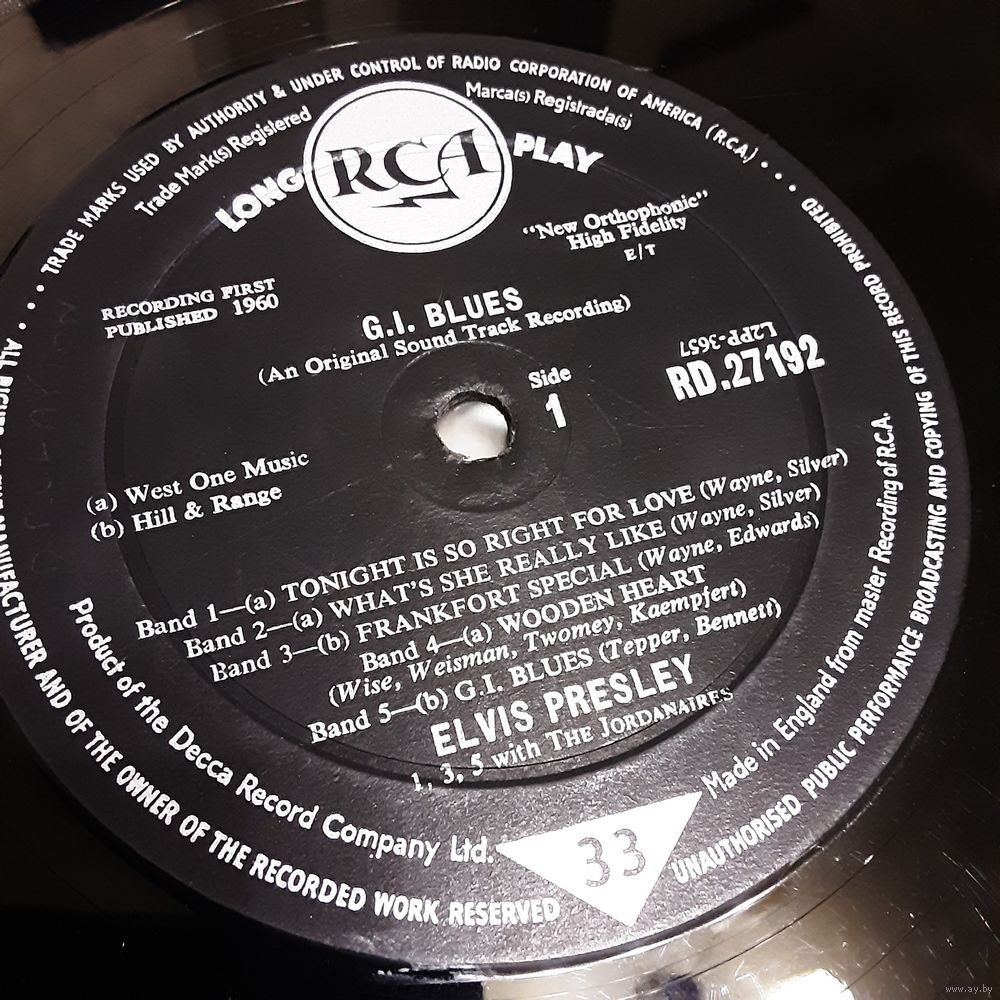 TRADE MARKS USED BY AUTHORITY & UNDER CONTROL OF RADIO CORPORATION OF AMERICA (R.C.A.)
Trade Mark(s) Registered
Marca(s) Registrada(s)
LONG RCA PLAY
"New Orthophonic"
High Fidelity
E/T
RECORDING FIRST
PUBLISHED 1960
G.I. BLUES
(An Original Sound Track Recording)
L2PP-3657
RD.27192
Side
1
(a) West One Music
(b) Hill & Range
Band 1—(a) TONIGHT IS SO RIGHT FOR LOVE (Wayne, Silver)
Band 2—(a) WHAT'S SHE REALLY LIKE (Wayne, Silver)
Band 3—(b) FRANKFORT SPECIAL (Wayne, Edwards)
Band 4—(a) WOODEN HEART
(Wise, Weisman, Twomey, Kaempfert)
Band 5—(b) G.I. BLUES (Tepper, Bennett)
ELVIS PRESLEY
1, 3, 5 with THE JORDANAIRES
Product of the Decca Record Company Ltd.
33
Made in England from master Recording of R.C.A.
ALL MANUFACTURER AND OF THE OWNER OF THE RECORDED WORK RESERVED
UNAUTHORISED PUBLIC PERFORMANCE BROADCASTING AND COPYING OF THIS RECORD PROHIBITED
www.ay.by